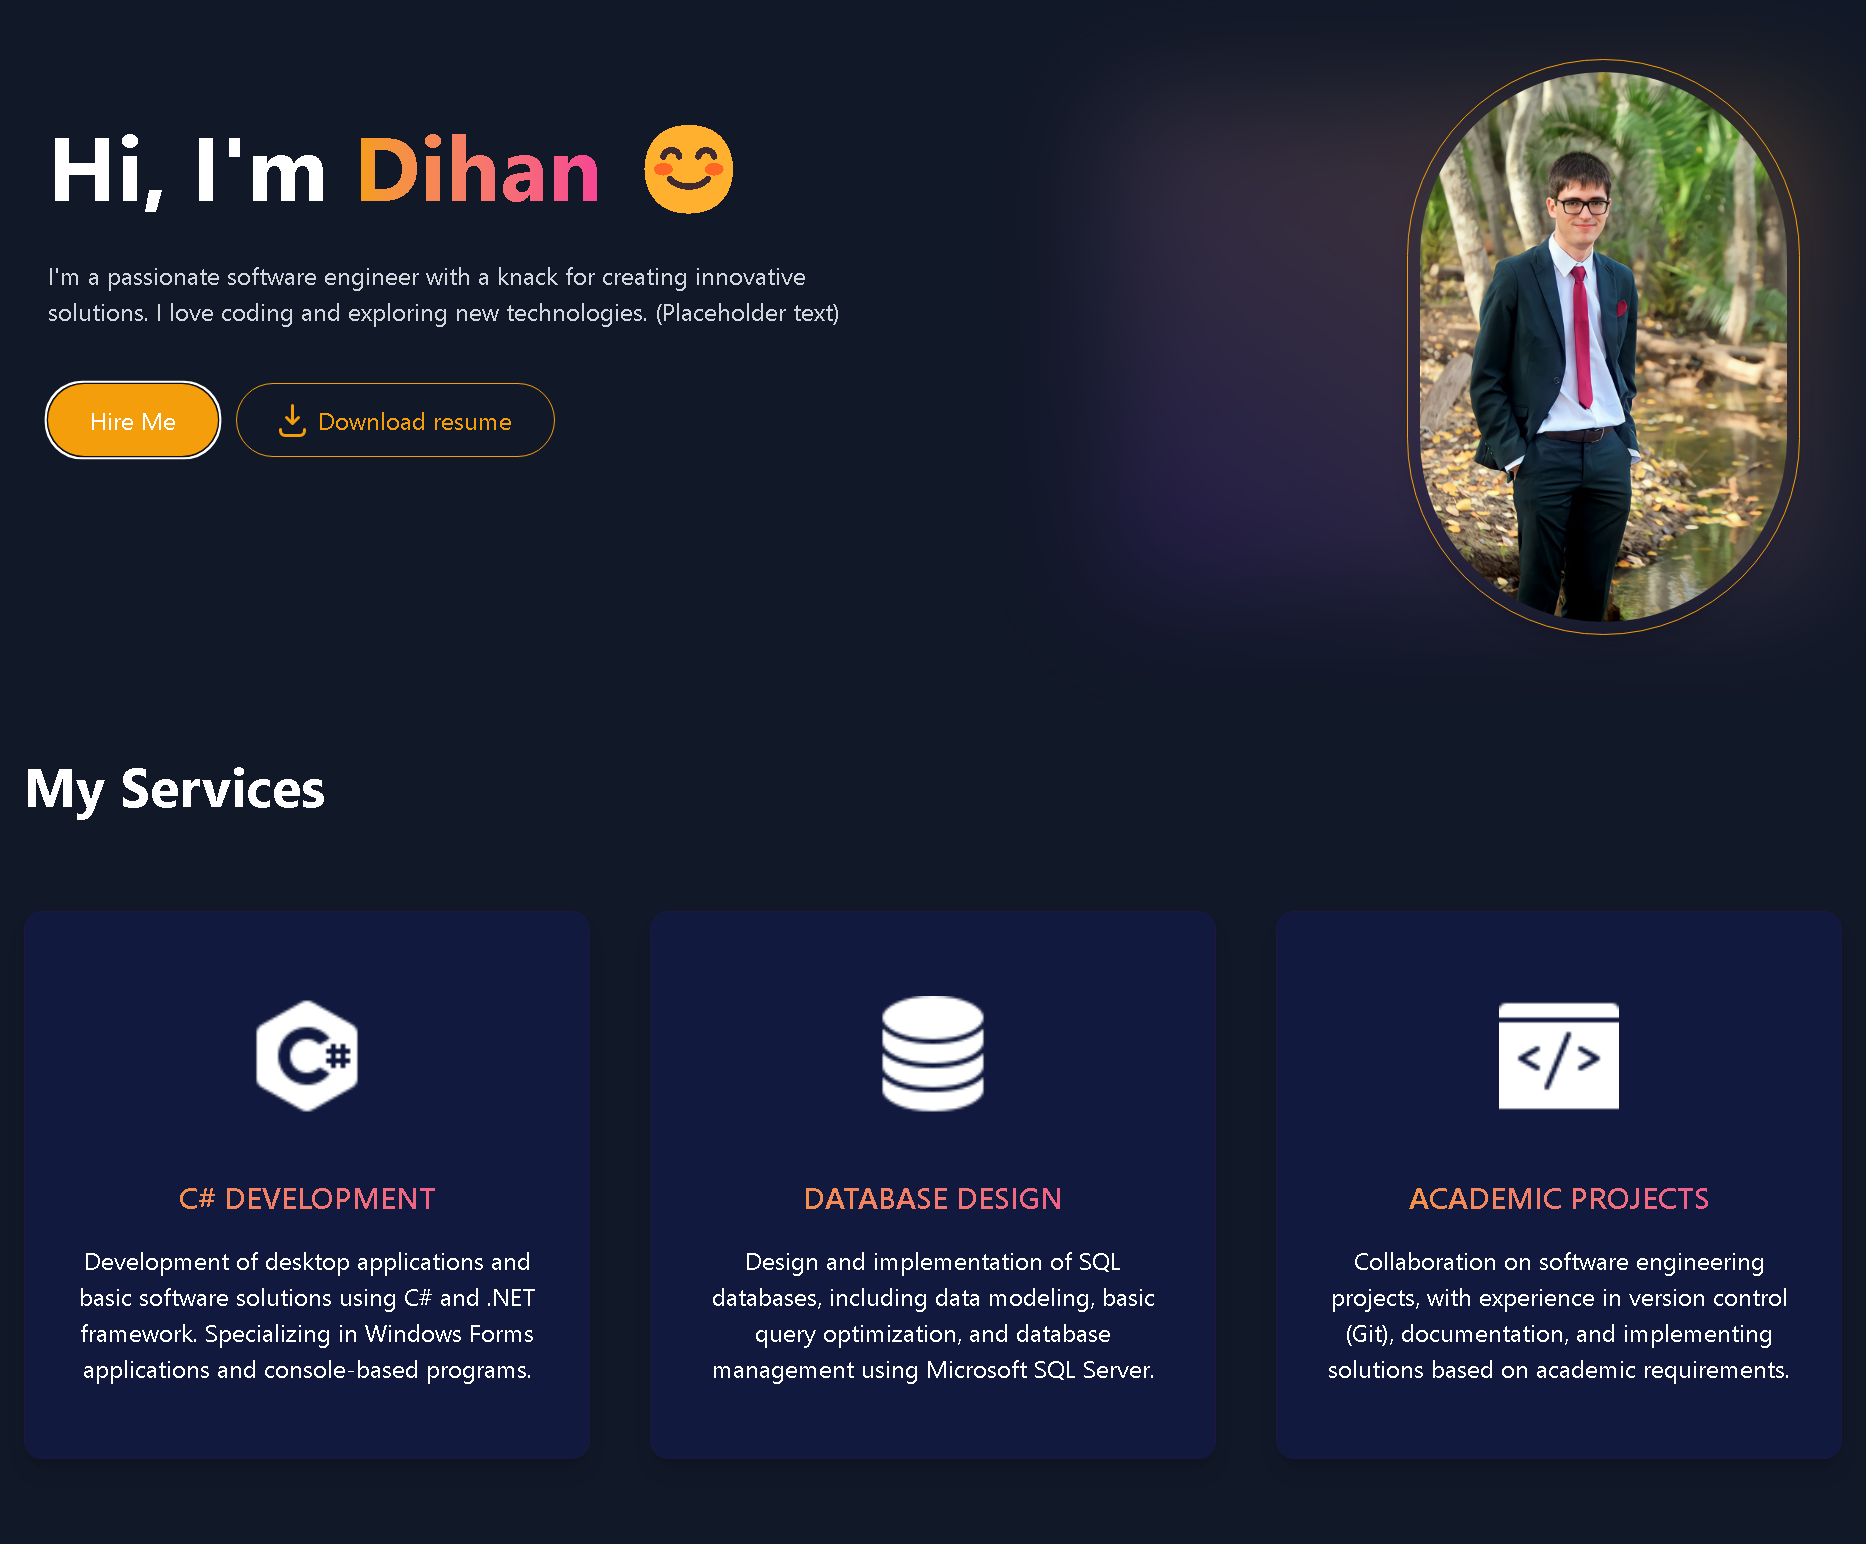 Hi, I'm Dihan 😊
I'm a passionate software engineer with a knack for creating innovative
solutions. I love coding and exploring new technologies. (Placeholder text)
Hire Me
Download resume
My Services
C#
</>
C# DEVELOPMENT
Development of desktop applications and
basic software solutions using C# and .NET
framework. Specializing in Windows Forms
applications and console-based programs.
DATABASE DESIGN
Design and implementation of SQL
databases, including data modeling, basic
query optimization, and database
management using Microsoft SQL Server.
ACADEMIC PROJECTS
Collaboration on software engineering
projects, with experience in version control
(Git), documentation, and implementing
solutions based on academic requirements.